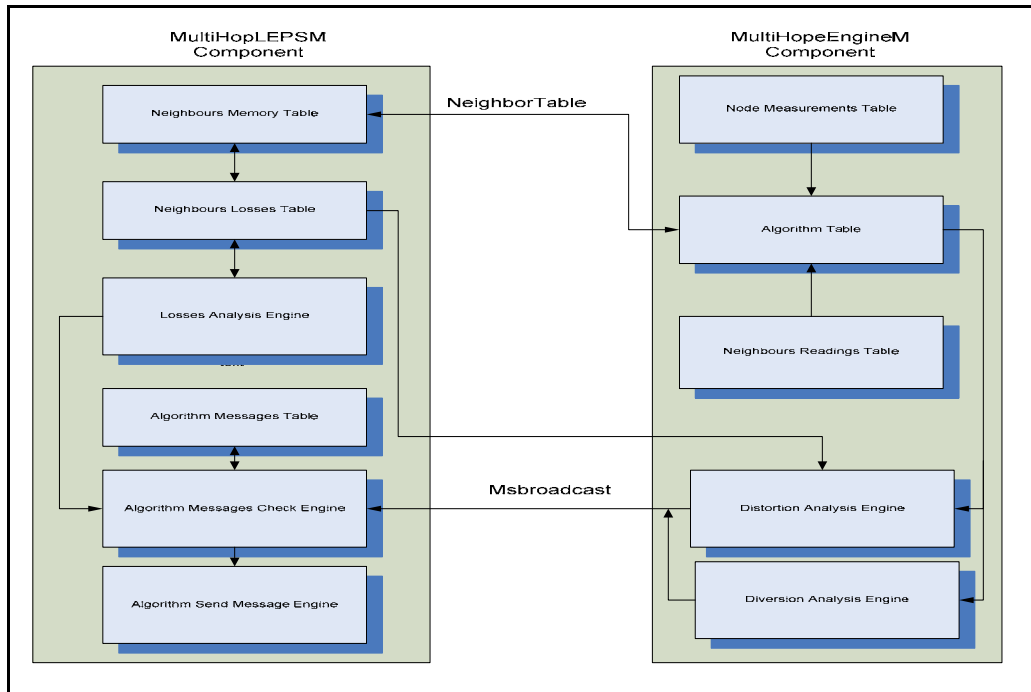 MultiHopLEPSM
Component
Neighbours Memory Table
Neighbours Losses Table
Losses Analysis Engine
Algorithm Messages Table
Algorithm Messages Check Engine
Algorithm Send Message Engine
NeighborTable
Msbroadcast
MultiHopeEngineM
Component
Node Measurements Table
Algorithm Table
Neighbours Readings Table
Distortion Analysis Engine
Diversion Analysis Engine